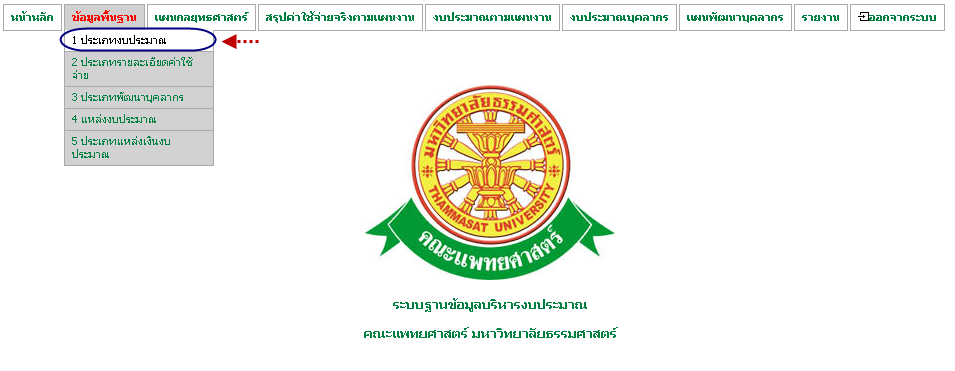 หน้าหลัก ข้อมูลพื้นฐาน แผนกลยุทธศาสตร์ สรุปค่าใช้จ่ายจริงตามแผนงาน งบประมาณตามแผนงาน งบประมาณบุคลากร แผนพัฒนาบุคลากร รายงาน ออกจากระบบ
1 ประเภทงบประมาณ
2 ประเภทรายละเอียดค่าใช้
จ่าย
3 ประเภทพัฒนาบุคลากร
4 แหล่งงบประมาณ
5 ประเภทแหล่งเงินงบ
ประมาณ
มหาวิทยาลัยธรรมศาสตร์
THAMMASAT UNIVERSITY
คณะแพทยศาสตร์
ระบบฐานข้อมูลบริหารงบประมาณ
คณะแพทยศาสตร์ มหาวิทยาลัยธรรมศาสตร์